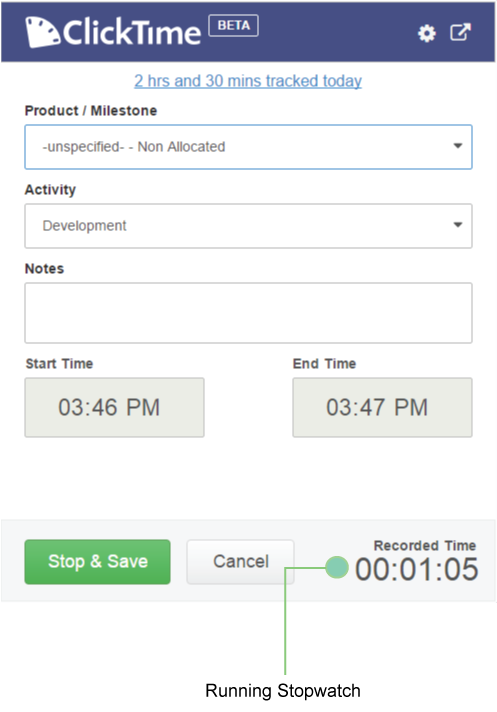 ClickTime BETA
2 hrs and 30 mins tracked today
Product / Milestone
-unspecified- - Non Allocated
Activity
Development
Notes
Start Time End Time
03:46 PM 03:47 PM
Recorded Time
Stop & Save Cancel 00:01:05
Running Stopwatch